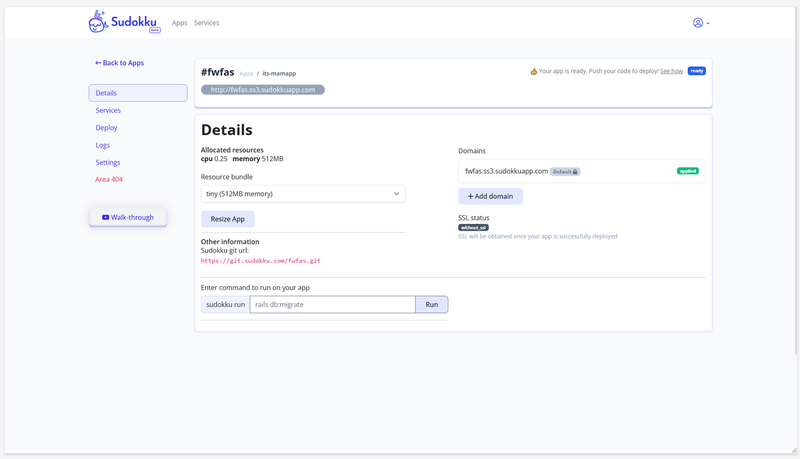 Sudokku
beta
Apps Services
← Back to Apps
Details
Services
Deploy
Logs
Settings
Area 404
Walk-through
#fwfas Apps / its-mamapp
Your app is ready. Push your code to deploy! See how ready
http://fwfas.ss3.sudokkuapp.com
Details
Allocated resources
cpu 0.25 memory 512MB
Resource bundle
tiny (512MB memory)
Resize App
Other information
Sudokku git url:
https://git.sudokku.com/fwfas.git
Domains
fwfas.ss3.sudokkuapp.com Default applied
+ Add domain
SSL status
without_ssl
SSL will be obtained once your app is successfully deployed
Enter command to run on your app
sudokku run rails db:migrate Run